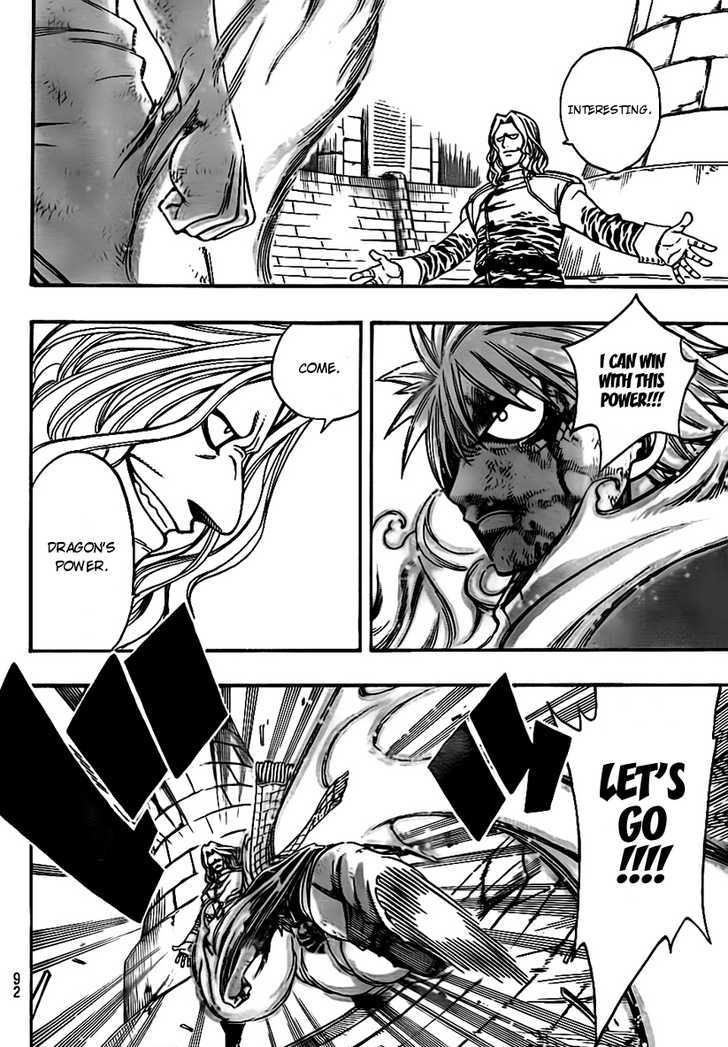 INTERESTING.
I CAN WIN
WITH THIS
POWER!!!
COME.
DRAGON'S
POWER.
LET'S
GO
!!!!
92